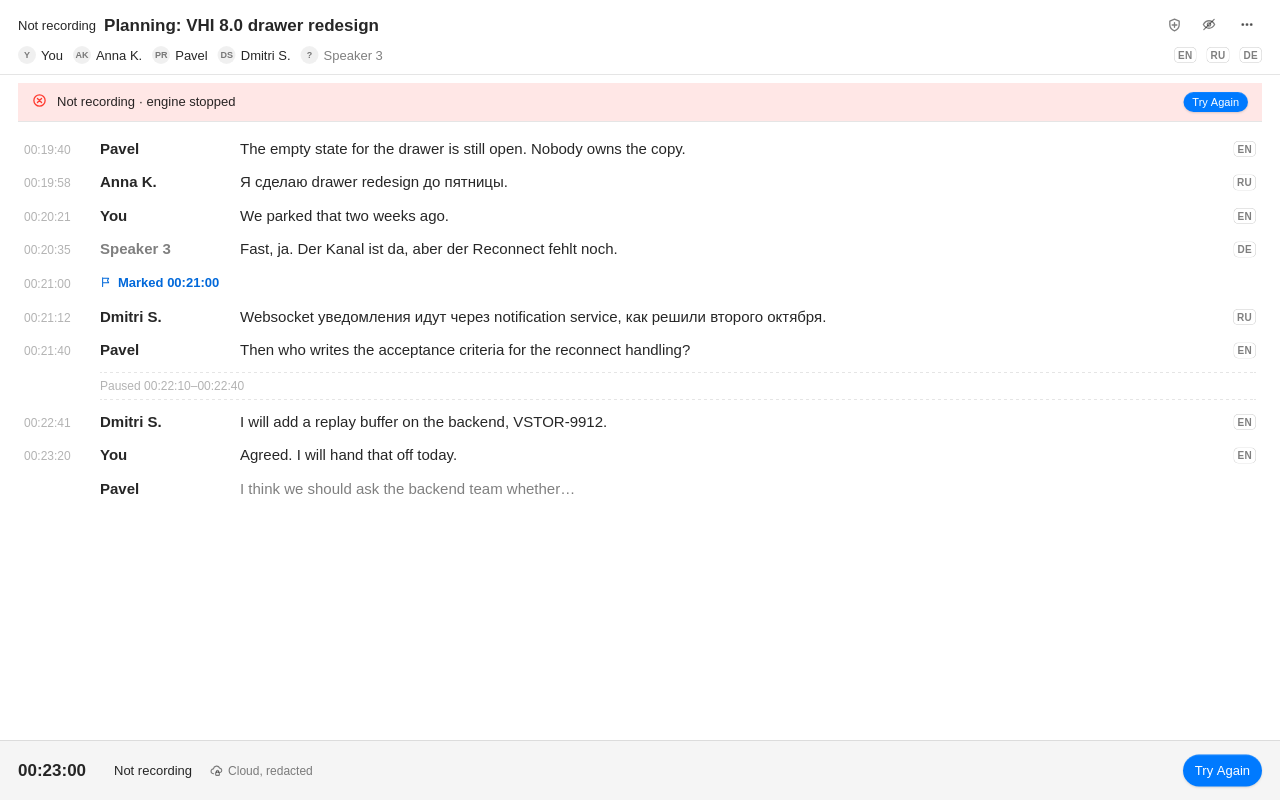 Not recording Planning: VHI 8.0 drawer redesign
Y You AK Anna K. PR Pavel DS Dmitri S. ? Speaker 3 EN RU DE
Not recording · engine stopped Try Again
00:19:40 Pavel The empty state for the drawer is still open. Nobody owns the copy. EN
00:19:58 Anna K. Я сделаю drawer redesign до пятницы. RU
00:20:21 You We parked that two weeks ago. EN
00:20:35 Speaker 3 Fast, ja. Der Kanal ist da, aber der Reconnect fehlt noch. DE
00:21:00 Marked 00:21:00
00:21:12 Dmitri S. Websocket уведомления идут через notification service, как решили второго октября. RU
00:21:40 Pavel Then who writes the acceptance criteria for the reconnect handling? EN
Paused 00:22:10–00:22:40
00:22:41 Dmitri S. I will add a replay buffer on the backend, VSTOR-9912. EN
00:23:20 You Agreed. I will hand that off today. EN
Pavel I think we should ask the backend team whether…
00:23:00 Not recording Cloud, redacted Try Again